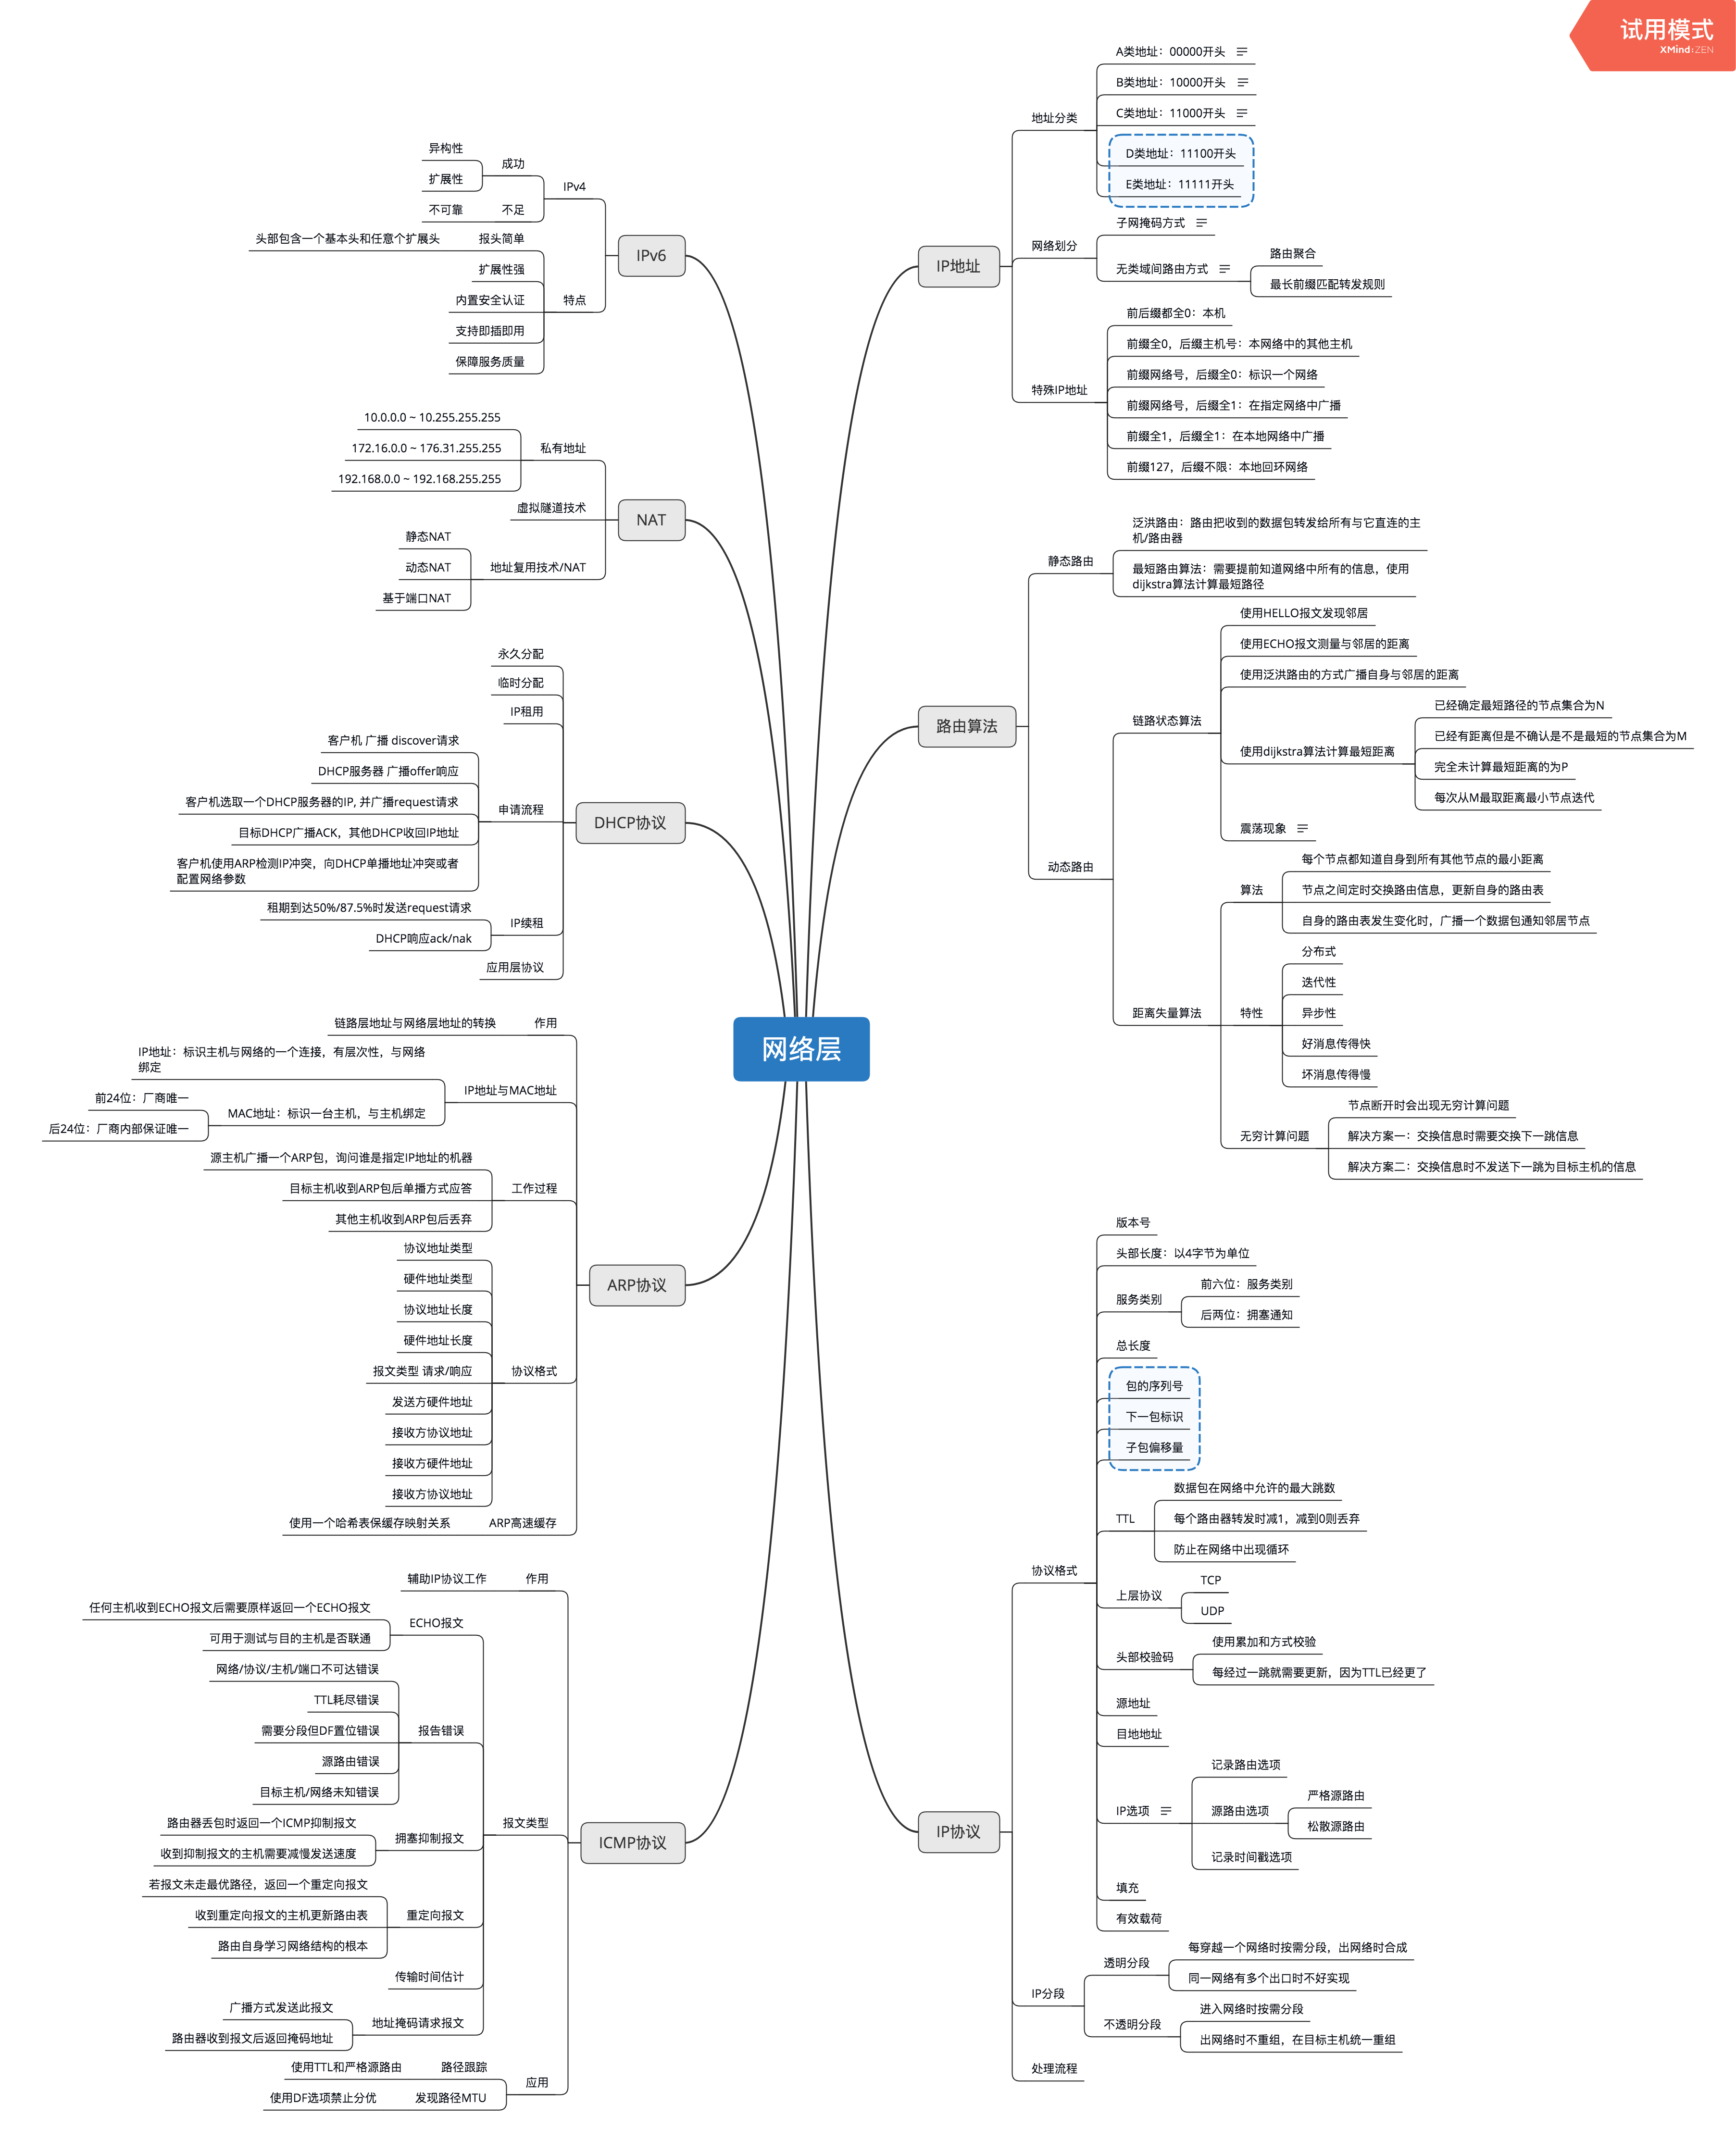 试用模式
XMind:ZEN
网络层
IP地址
地址分类
A类地址：00000开头
B类地址：10000开头
C类地址：11000开头
D类地址：11100开头
E类地址：11111开头
网络划分
子网掩码方式
无类域间路由方式
路由聚合
最长前缀匹配转发规则
特殊IP地址
前后缀都全0：本机
前缀全0，后缀主机号：本网络中的其他主机
前缀网络号，后缀全0：标识一个网络
前缀网络号，后缀全1：在指定网络中广播
前缀全1，后缀全1：在本地网络中广播
前缀127，后缀不限：本地回环网络
路由算法
静态路由
泛洪路由：路由把收到的数据包转发给所有与它直连的主
机/路由器
最短路由算法：需要提前知道网络中所有的信息，使用
dijkstra算法计算最短路径
动态路由
链路状态算法
使用HELLO报文发现邻居
使用ECHO报文测量与邻居的距离
使用泛洪路由的方式广播自身与邻居的距离
使用dijkstra算法计算最短距离
已经确定最短路径的节点集合为N
已经有距离但是不确认是不是最短的节点集合为M
完全未计算最短距离的为P
每次从M最取距离最小节点迭代
震荡现象
距离失量算法
算法
每个节点都知道自身到所有其他节点的最小距离
节点之间定时交换路由信息，更新自身的路由表
自身的路由表发生变化时，广播一个数据包通知邻居节点
特性
分布式
迭代性
异步性
好消息传得快
坏消息传得慢
无穷计算问题
节点断开时会出现无穷计算问题
解决方案一：交换信息时需要交换下一跳信息
解决方案二：交换信息时不发送下一跳为目标主机的信息
IP协议
协议格式
版本号
头部长度：以4字节为单位
服务类别
前六位：服务类别
后两位：拥塞通知
总长度
包的序列号
下一包标识
子包偏移量
TTL
数据包在网络中允许的最大跳数
每个路由器转发时减1，减到0则丢弃
防止在网络中出现循环
上层协议
TCP
UDP
头部校验码
使用累加和方式校验
每经过一跳就需要更新，因为TTL已经更了
源地址
目地地址
IP选项
记录路由选项
源路由选项
严格源路由
松散源路由
记录时间戳选项
填充
有效载荷
IP分段
透明分段
每穿越一个网络时按需分段，出网络时合成
同一网络有多个出口时不好实现
不透明分段
进入网络时按需分段
出网络时不重组，在目标主机统一重组
处理流程
IPv6
IPv4
成功
异构性
扩展性
不足
不可靠
特点
报头简单
头部包含一个基本头和任意个扩展头
扩展性强
内置安全认证
支持即插即用
保障服务质量
NAT
私有地址
10.0.0.0 ~ 10.255.255.255
172.16.0.0 ~ 176.31.255.255
192.168.0.0 ~ 192.168.255.255
虚拟隧道技术
地址复用技术/NAT
静态NAT
动态NAT
基于端口NAT
DHCP协议
永久分配
临时分配
IP租用
申请流程
客户机 广播 discover请求
DHCP服务器 广播offer响应
客户机选取一个DHCP服务器的IP, 并广播request请求
目标DHCP广播ACK，其他DHCP收回IP地址
客户机使用ARP检测IP冲突，向DHCP单播地址冲突或者
配置网络参数
IP续租
租期到达50%/87.5%时发送request请求
DHCP响应ack/nak
应用层协议
ARP协议
作用
链路层地址与网络层地址的转换
IP地址与MAC地址
IP地址：标识主机与网络的一个连接，有层次性，与网络
绑定
MAC地址：标识一台主机，与主机绑定
前24位：厂商唯一
后24位：厂商内部保证唯一
工作过程
源主机广播一个ARP包，询问谁是指定IP地址的机器
目标主机收到ARP包后单播方式应答
其他主机收到ARP包后丢弃
协议格式
协议地址类型
硬件地址类型
协议地址长度
硬件地址长度
报文类型 请求/响应
发送方硬件地址
接收方协议地址
接收方硬件地址
接收方协议地址
ARP高速缓存
使用一个哈希表保缓存映射关系
ICMP协议
作用
辅助IP协议工作
报文类型
ECHO报文
任何主机收到ECHO报文后需要原样返回一个ECHO报文
可用于测试与目的主机是否联通
报告错误
网络/协议/主机/端口不可达错误
TTL耗尽错误
需要分段但DF置位错误
源路由错误
目标主机/网络未知错误
拥塞抑制报文
路由器丢包时返回一个ICMP抑制报文
收到抑制报文的主机需要减慢发送速度
重定向报文
若报文未走最优路径，返回一个重定向报文
收到重定向报文的主机更新路由表
路由自身学习网络结构的根本
传输时间估计
地址掩码请求报文
广播方式发送此报文
路由器收到报文后返回掩码地址
应用
路径跟踪
使用TTL和严格源路由
发现路径MTU
使用DF选项禁止分优